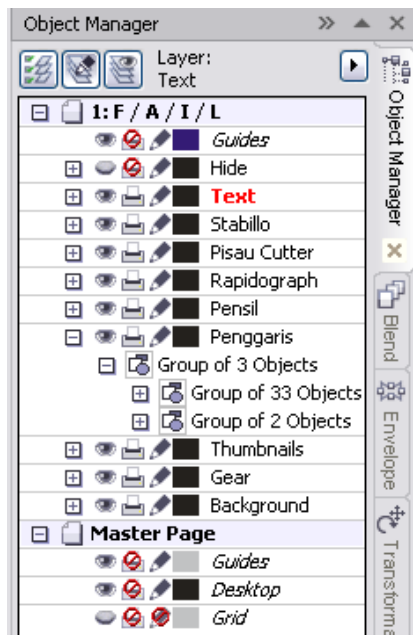 Object Manager
Layer:
Text
1: F / A / I / L
Guides
Hide
Text
Stabillo
Pisau Cutter
Rapidograph
Pensil
Penggaris
Group of 3 Objects
Group of 33 Objects
Group of 2 Objects
Thumbnails
Gear
Background
Master Page
Guides
Desktop
Grid
Object Manager
Blend
Envelope
Transforma